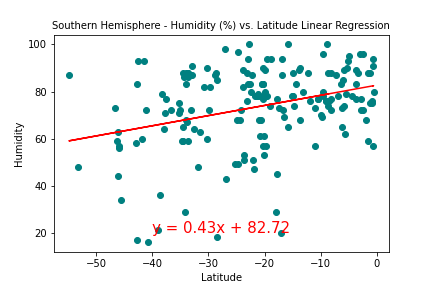 Southern Hemisphere - Humidity (%) vs. Latitude Linear Regression
100
80
60
40
20
Humidity
y = 0.43x + 82.72
−50 −40 −30 −20 −10 0
Latitude